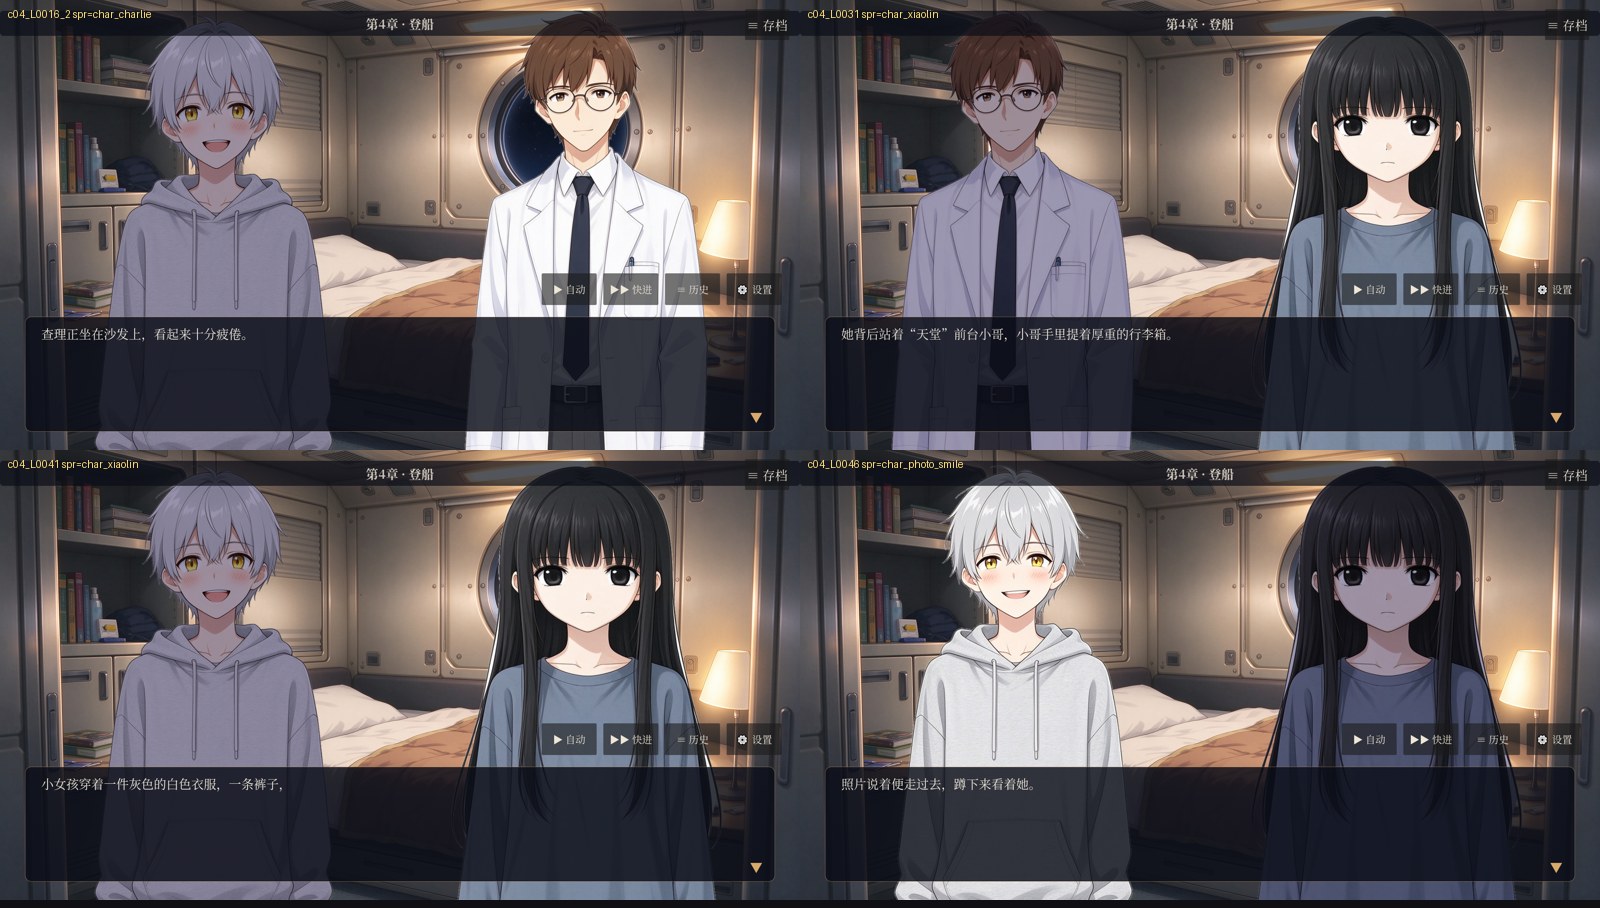 c04_L0016_2 spr=char_charlie
第4章 · 登船
≡ 存档
▶ 自动
▶▶ 快进
≡ 历史
设置
查理正坐在沙发上，看起来十分疲倦。
▼
c04_L0031 spr=char_xiaolin
第4章 · 登船
≡ 存档
▶ 自动
▶▶ 快进
≡ 历史
设置
她背后站着“天堂”前台小哥，小哥手里提着厚重的行李箱。
▼
c04_L0041 spr=char_xiaolin
第4章 · 登船
≡ 存档
▶ 自动
▶▶ 快进
≡ 历史
设置
小女孩穿着一件灰色的白色衣服，一条裤子，
▼
c04_L0046 spr=char_photo_smile
第4章 · 登船
≡ 存档
▶ 自动
▶▶ 快进
≡ 历史
设置
照片说着便走过去，蹲下来看着她。
▼